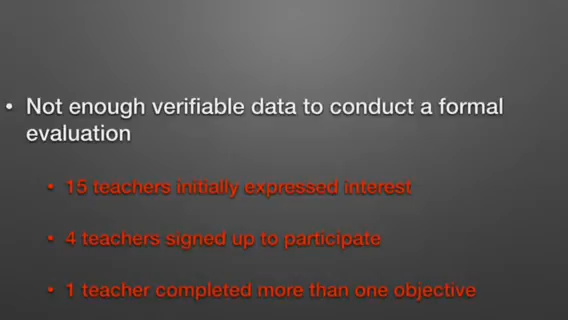 • Not enough verifiable data to conduct a formal
evaluation
• 15 teachers initially expressed interest
• 4 teachers signed up to participate
• 1 teacher completed more than one objective